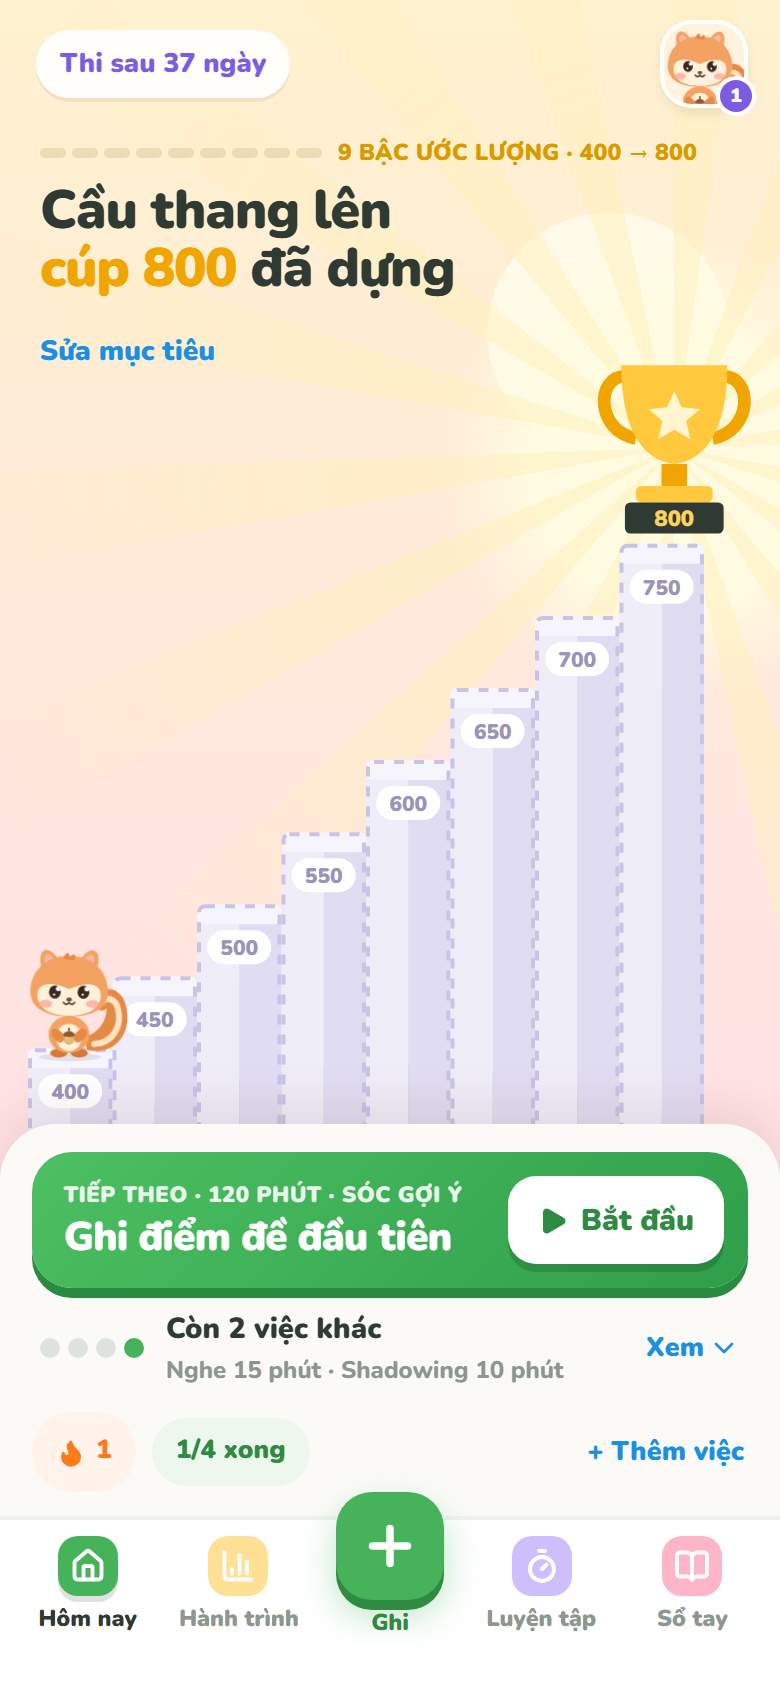 Thi sau 37 ngày
1
9 BẬC ƯỚC LƯỢNG · 400 → 800
Cầu thang lên
cúp 800 đã dựng
Sửa mục tiêu
800
750
700
650
600
550
500
450
400
TIẾP THEO · 120 PHÚT · SÓC GỢI Ý
Ghi điểm đề đầu tiên
Bắt đầu
Còn 2 việc khác
Nghe 15 phút · Shadowing 10 phút
Xem
1
1/4 xong
+ Thêm việc
Hôm nay
Hành trình
Ghi
Luyện tập
Sổ tay